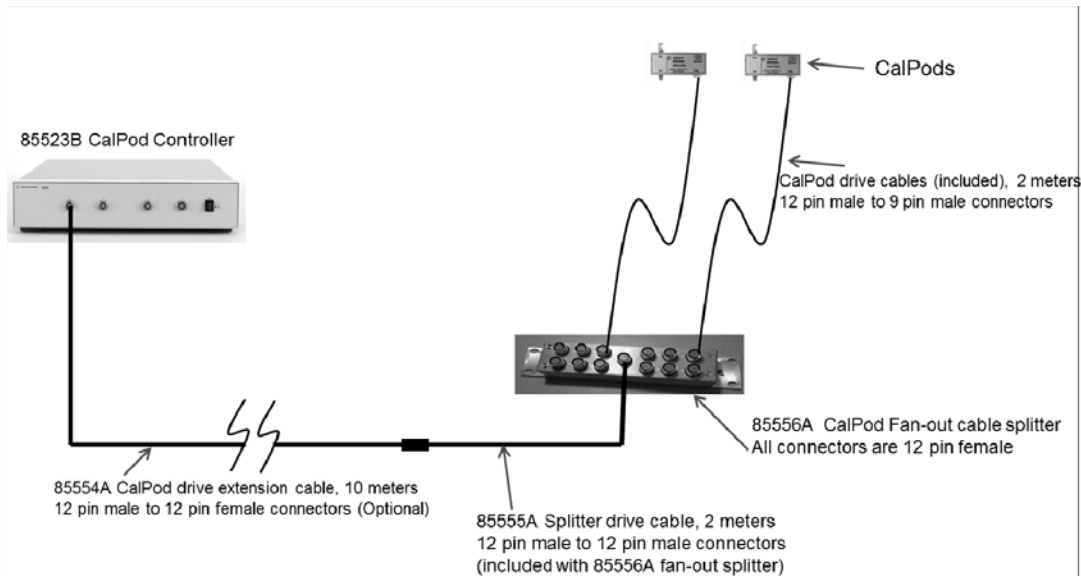 CalPods
85523B CalPod Controller
CalPod drive cables (included), 2 meters
12 pin male to 9 pin male connectors
85556A CalPod Fan-out cable splitter
All connectors are 12 pin female
85554A CalPod drive extension cable, 10 meters
12 pin male to 12 pin female connectors (Optional)
85555A Splitter drive cable, 2 meters
12 pin male to 12 pin male connectors
(included with 85556A fan-out splitter)